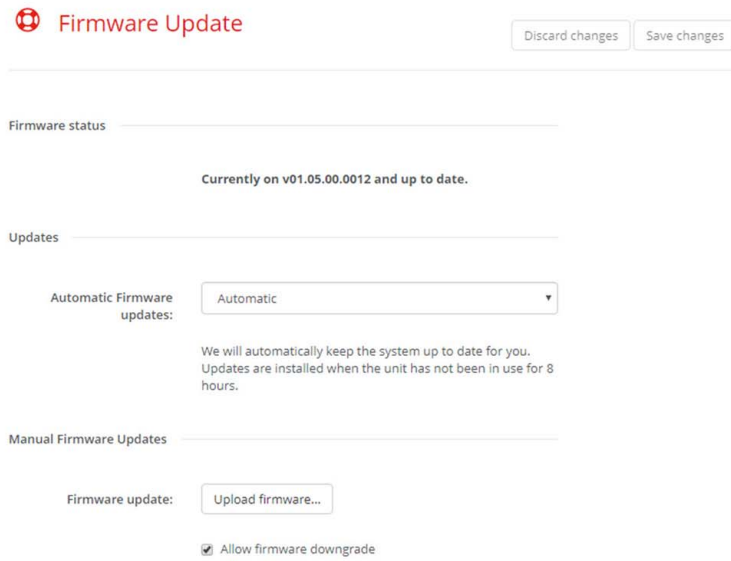 Firmware Update
Discard changes
Save changes
Firmware status
Currently on v01.05.00.0012 and up to date.
Updates
Automatic Firmware
updates:
Automatic
We will automatically keep the system up to date for you.
Updates are installed when the unit has not been in use for 8
hours.
Manual Firmware Updates
Firmware update:
Upload firmware...
Allow firmware downgrade